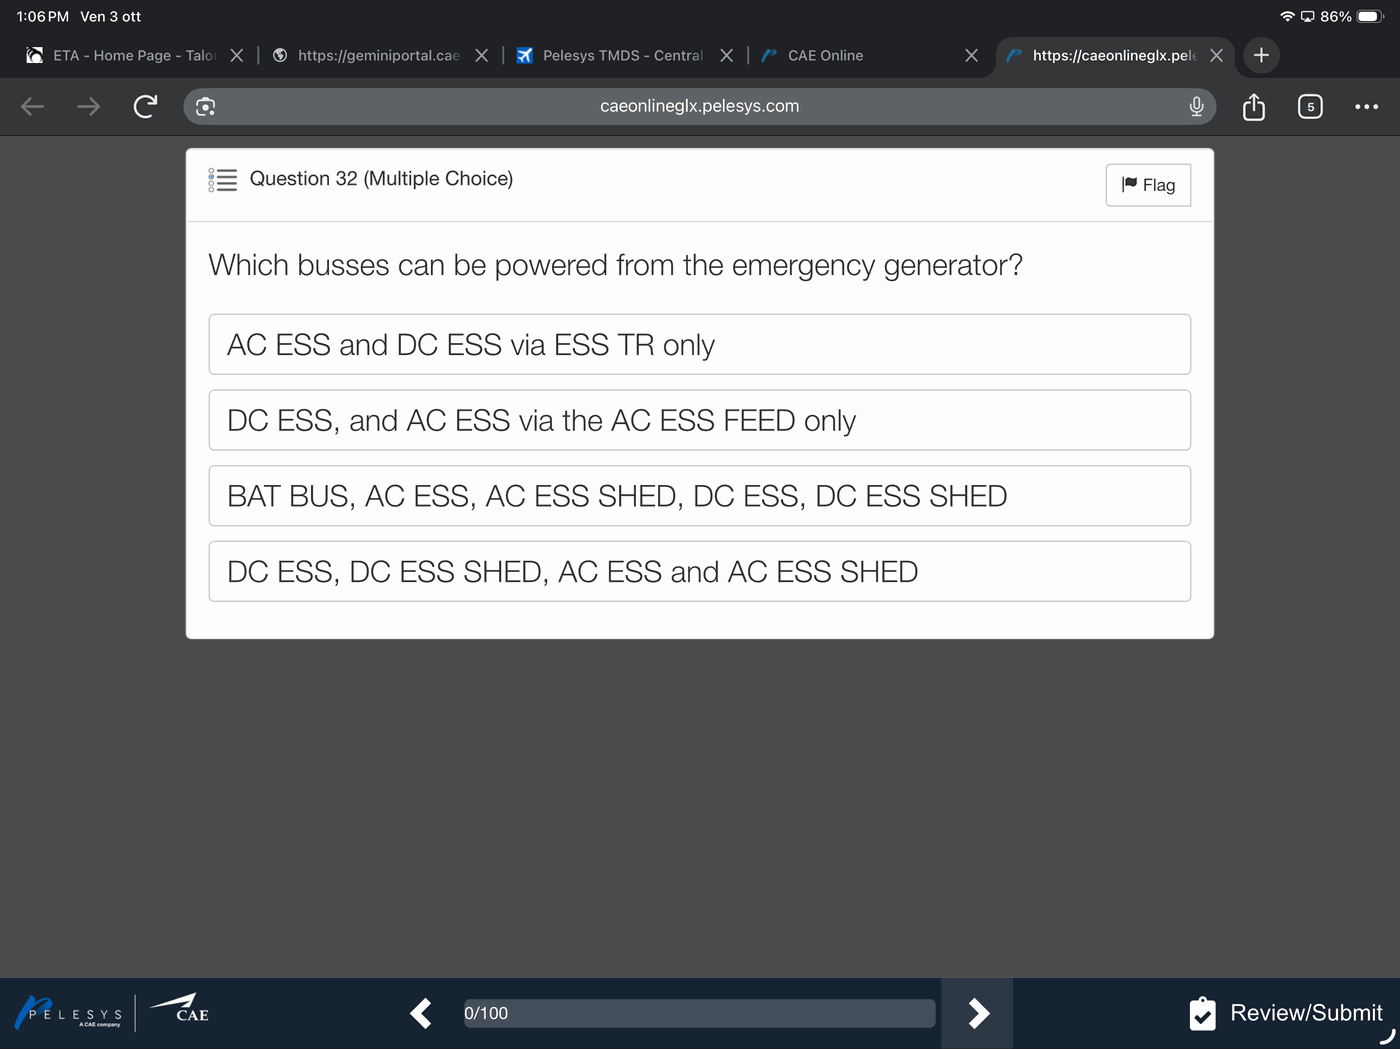 1:06 PM Ven 3 ott
86%
ETA - Home Page - Talo
https://geminiportal.cae
Pelesys TMDS - Central
CAE Online
https://caeonlineglx.pele
caeonlineglx.pelesys.com
5
Question 32 (Multiple Choice)
Flag
Which busses can be powered from the emergency generator?
AC ESS and DC ESS via ESS TR only
DC ESS, and AC ESS via the AC ESS FEED only
BAT BUS, AC ESS, AC ESS SHED, DC ESS, DC ESS SHED
DC ESS, DC ESS SHED, AC ESS and AC ESS SHED
PELESYS
A CAE company
CAE
0/100
Review/Submit